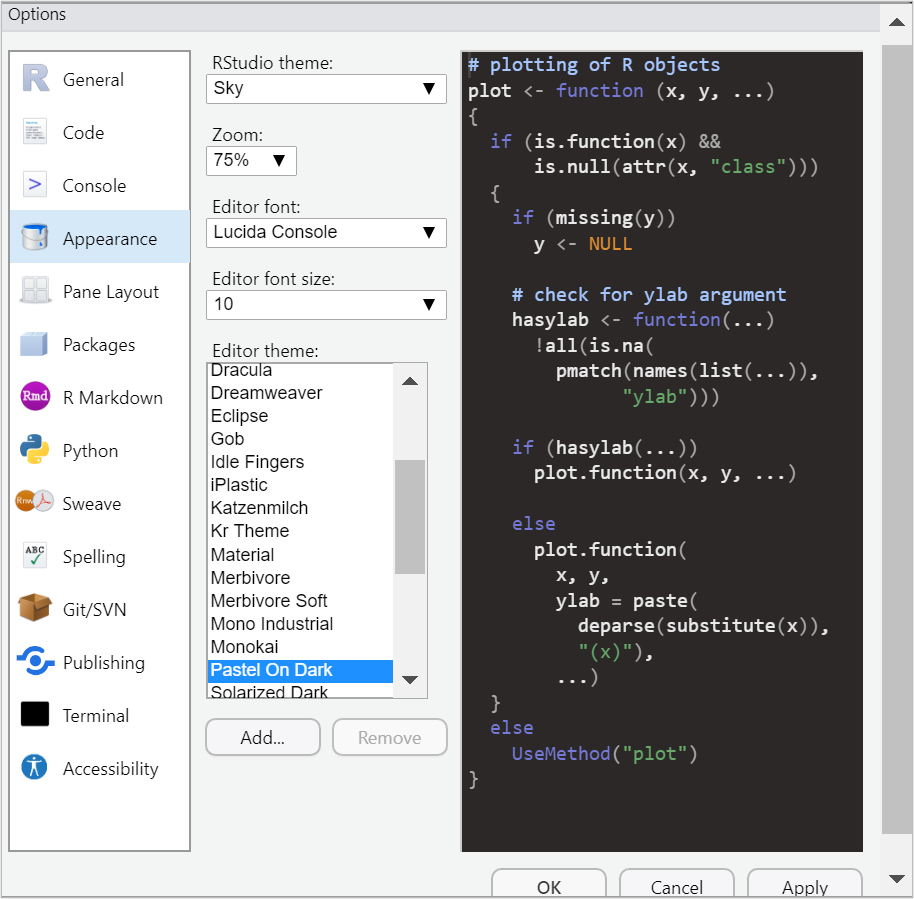 Options
General
Code
Console
Appearance
Pane Layout
Packages
Rmd
R Markdown
Python
Rnw
Sweave
ABC
Spelling
Git/SVN
Publishing
Terminal
Accessibility
RStudio theme:
Sky
Zoom:
75%
Editor font:
Lucida Console
Editor font size:
10
Editor theme:
Dracula
Dreamweaver
Eclipse
Gob
Idle Fingers
iPlastic
Katzenmilch
Kr Theme
Material
Merbivore
Merbivore Soft
Mono Industrial
Monokai
Pastel On Dark
Solarized Dark
Add...
Remove
# plotting of R objects
plot <- function (x, y, ...)
{
  if (is.function(x) &&
      is.null(attr(x, "class")))
  {
    if (missing(y))
      y <- NULL

    # check for ylab argument
    hasylab <- function(...)
      !all(is.na(
        pmatch(names(list(...)),
              "ylab")))

    if (hasylab(...))
      plot.function(x, y, ...)

    else
      plot.function(
        x, y,
        ylab = paste(
          deparse(substitute(x)),
          "(x)"),
        ...)
  }
  else
    UseMethod("plot")
}
OK
Cancel
Apply